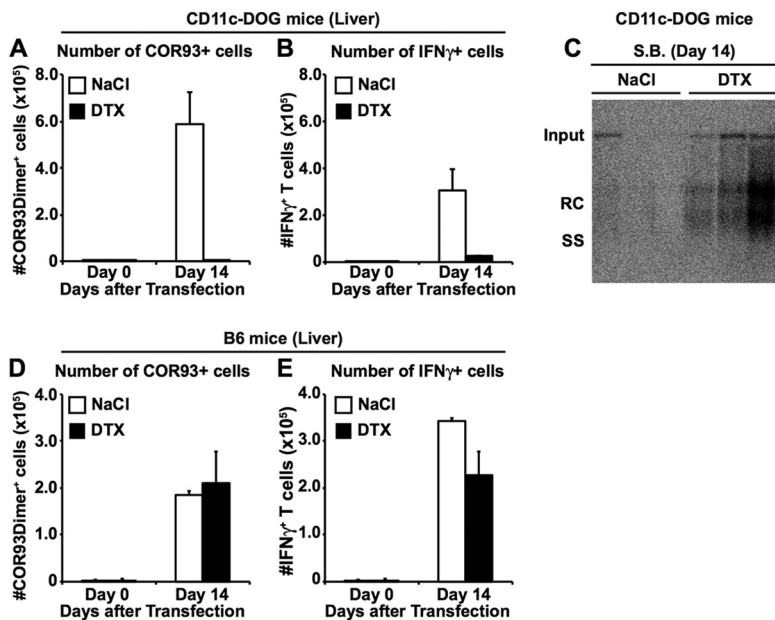 CD11c-DOG mice (Liver)
A
Number of COR93+ cells
#COR93Dimer⁺ cells (x10⁵)
8.0
6.0
4.0
2.0
0
NaCl
DTX
Day 0
Day 14
Days after Transfection
B
Number of IFNγ+ cells
#IFNγ⁺ T cells (x10⁵)
8.0
6.0
4.0
2.0
0
NaCl
DTX
Day 0
Day 14
Days after Transfection
CD11c-DOG mice
C
S.B. (Day 14)
NaCl
DTX
Input
RC
SS
B6 mice (Liver)
D
Number of COR93+ cells
#COR93Dimer⁺ cells (x10⁵)
4.0
3.0
2.0
1.0
0
NaCl
DTX
Day 0
Day 14
Days after Transfection
E
Number of IFNγ+ cells
#IFNγ⁺ T cells (x10⁵)
4.0
3.0
2.0
1.0
0
NaCl
DTX
Day 0
Day 14
Days after Transfection